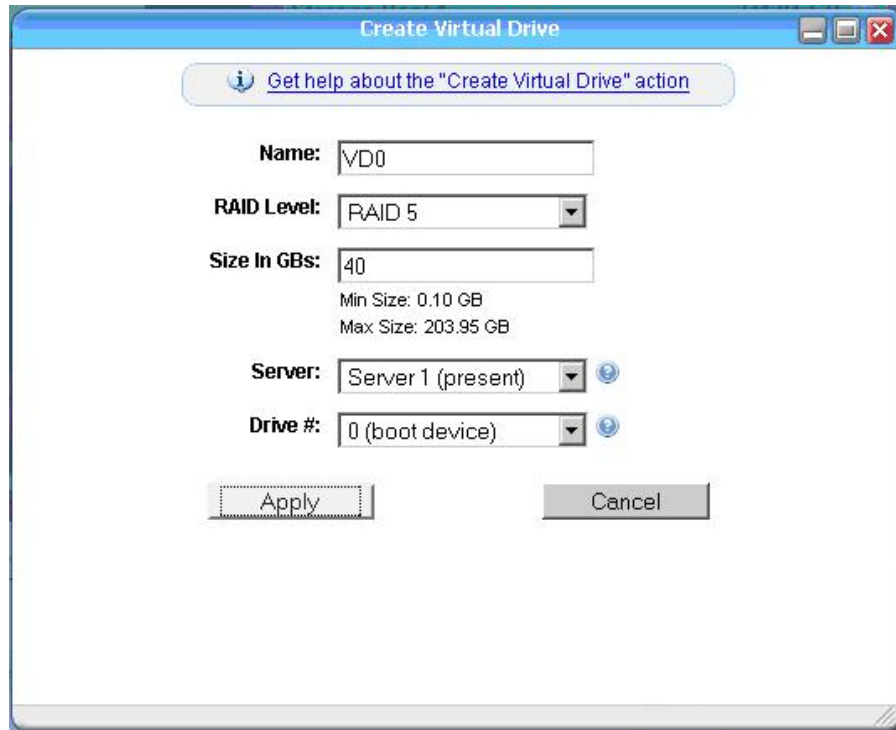 Create Virtual Drive
Get help about the "Create Virtual Drive" action
Name: VD0
RAID Level: RAID 5
Size In GBs: 40
Min Size: 0.10 GB
Max Size: 203.95 GB
Server: Server 1 (present)
Drive #: 0 (boot device)
Apply Cancel